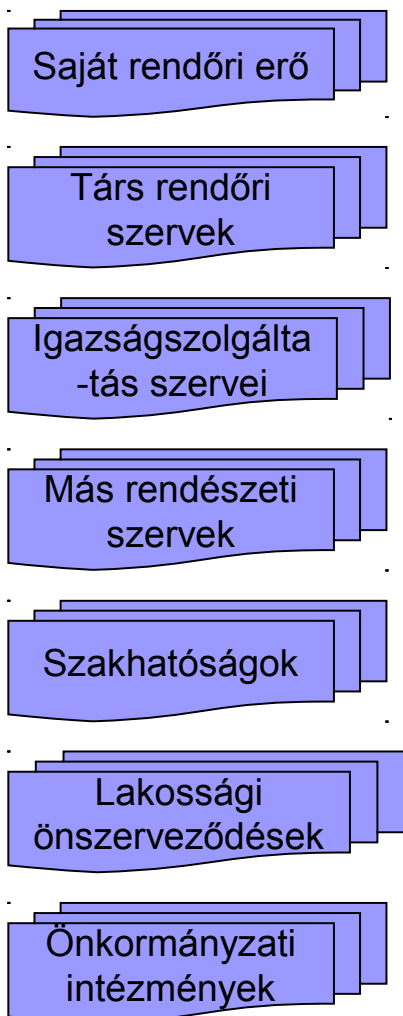 Saját rendőri erő
Társ rendőri
szervek
Igazságszolgálta
-tás szervei
Más rendészeti
szervek
Szakhatóságok
Lakossági
önszerveződések
Önkormányzati
intézmények